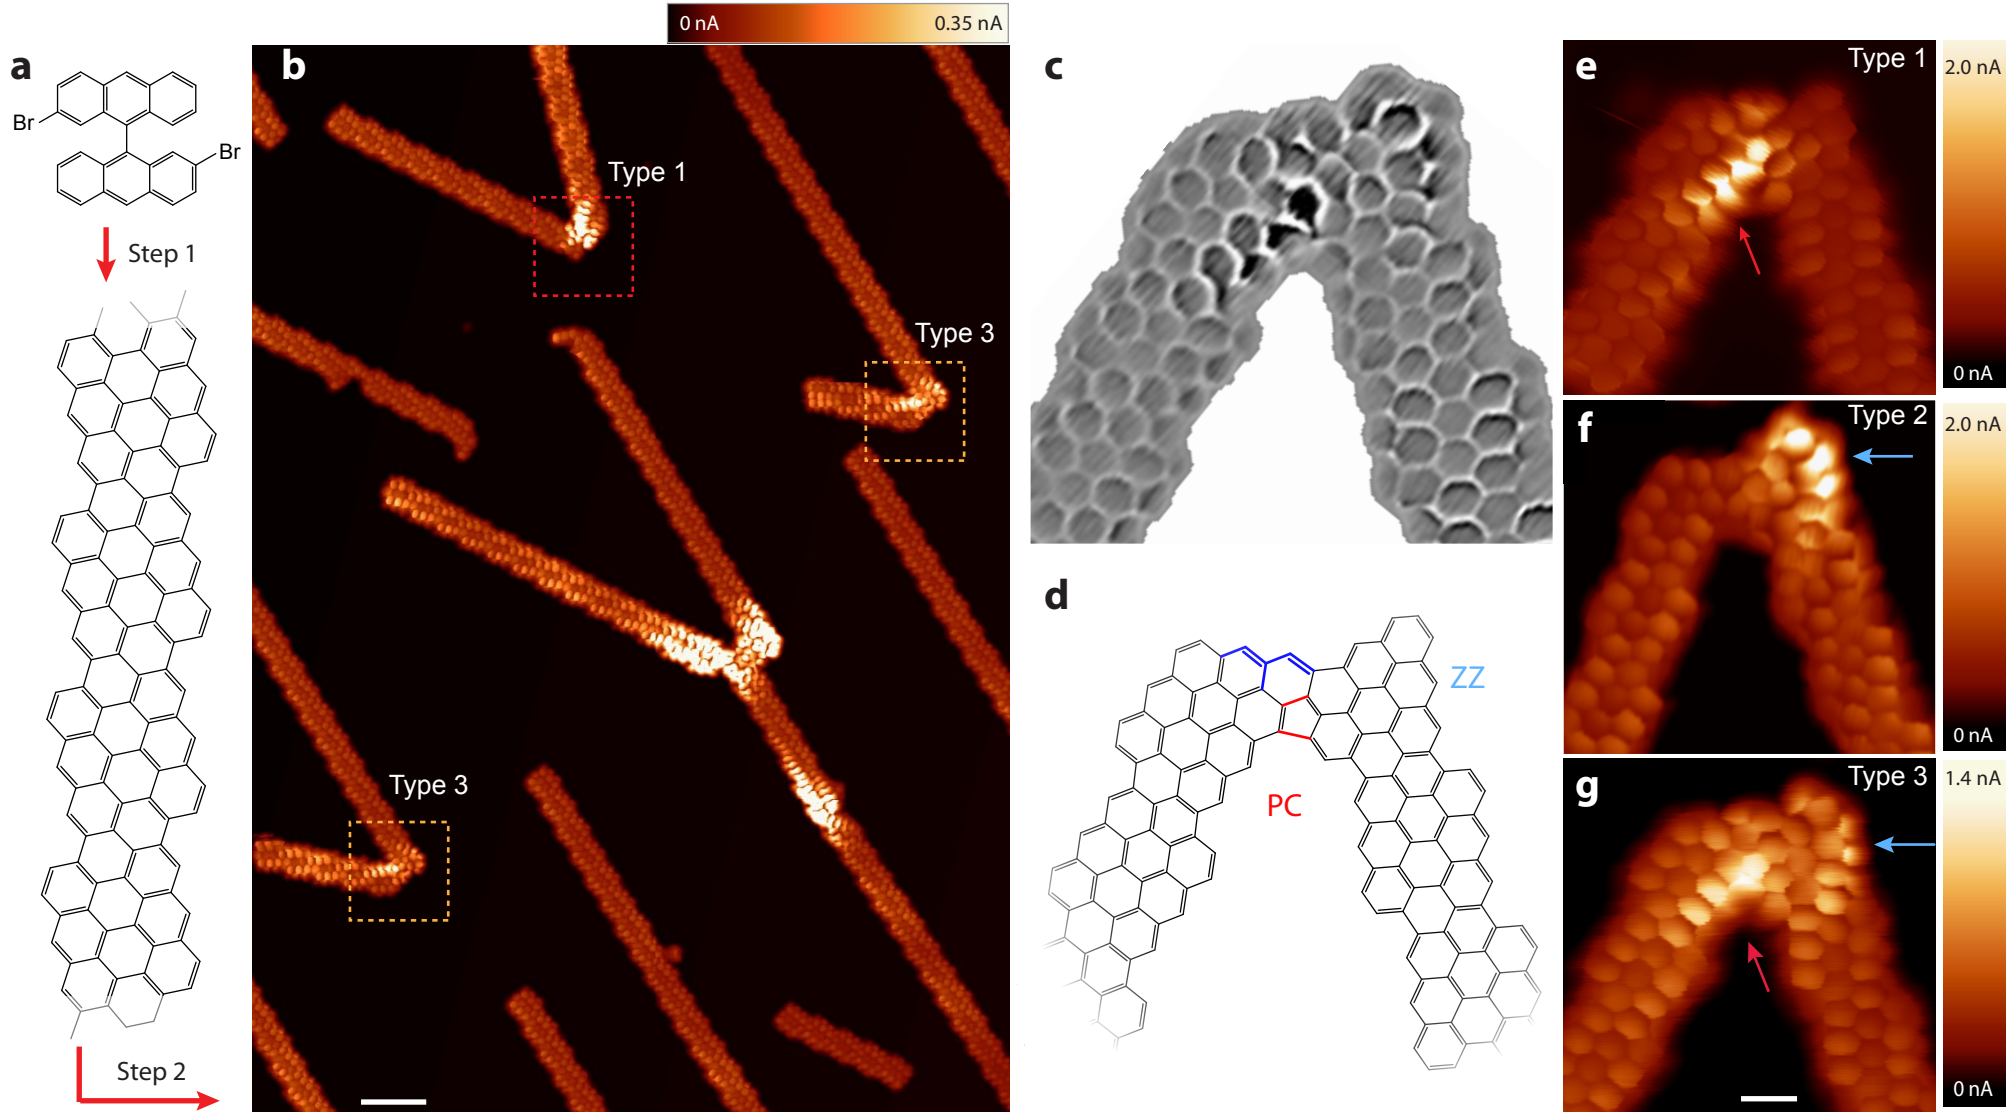 a
Br
Br
Step 1
Step 2
0 nA
0.35 nA
b
Type 1
Type 3
Type 3
c
d
ZZ
PC
e
Type 1
2.0 nA
0 nA
f
Type 2
2.0 nA
0 nA
g
Type 3
1.4 nA
0 nA